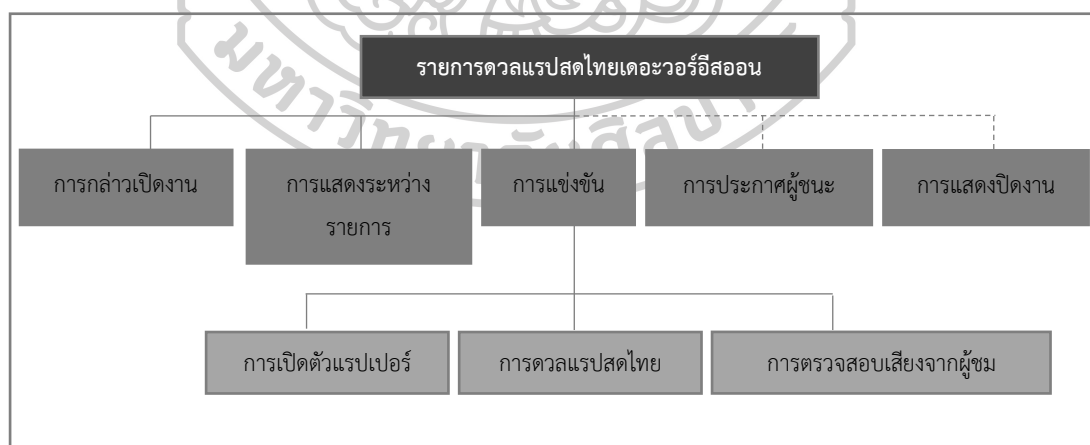 รายการดวลแรปสดไทยเดอะวอร์อีสออน
การกล่าวเปิดงาน
การแสดงระหว่าง
รายการ
การแข่งขัน
การประกาศผู้ชนะ
การแสดงปิดงาน
การเปิดตัวแรปเปอร์
การดวลแรปสดไทย
การตรวจสอบเสียงจากผู้ชม